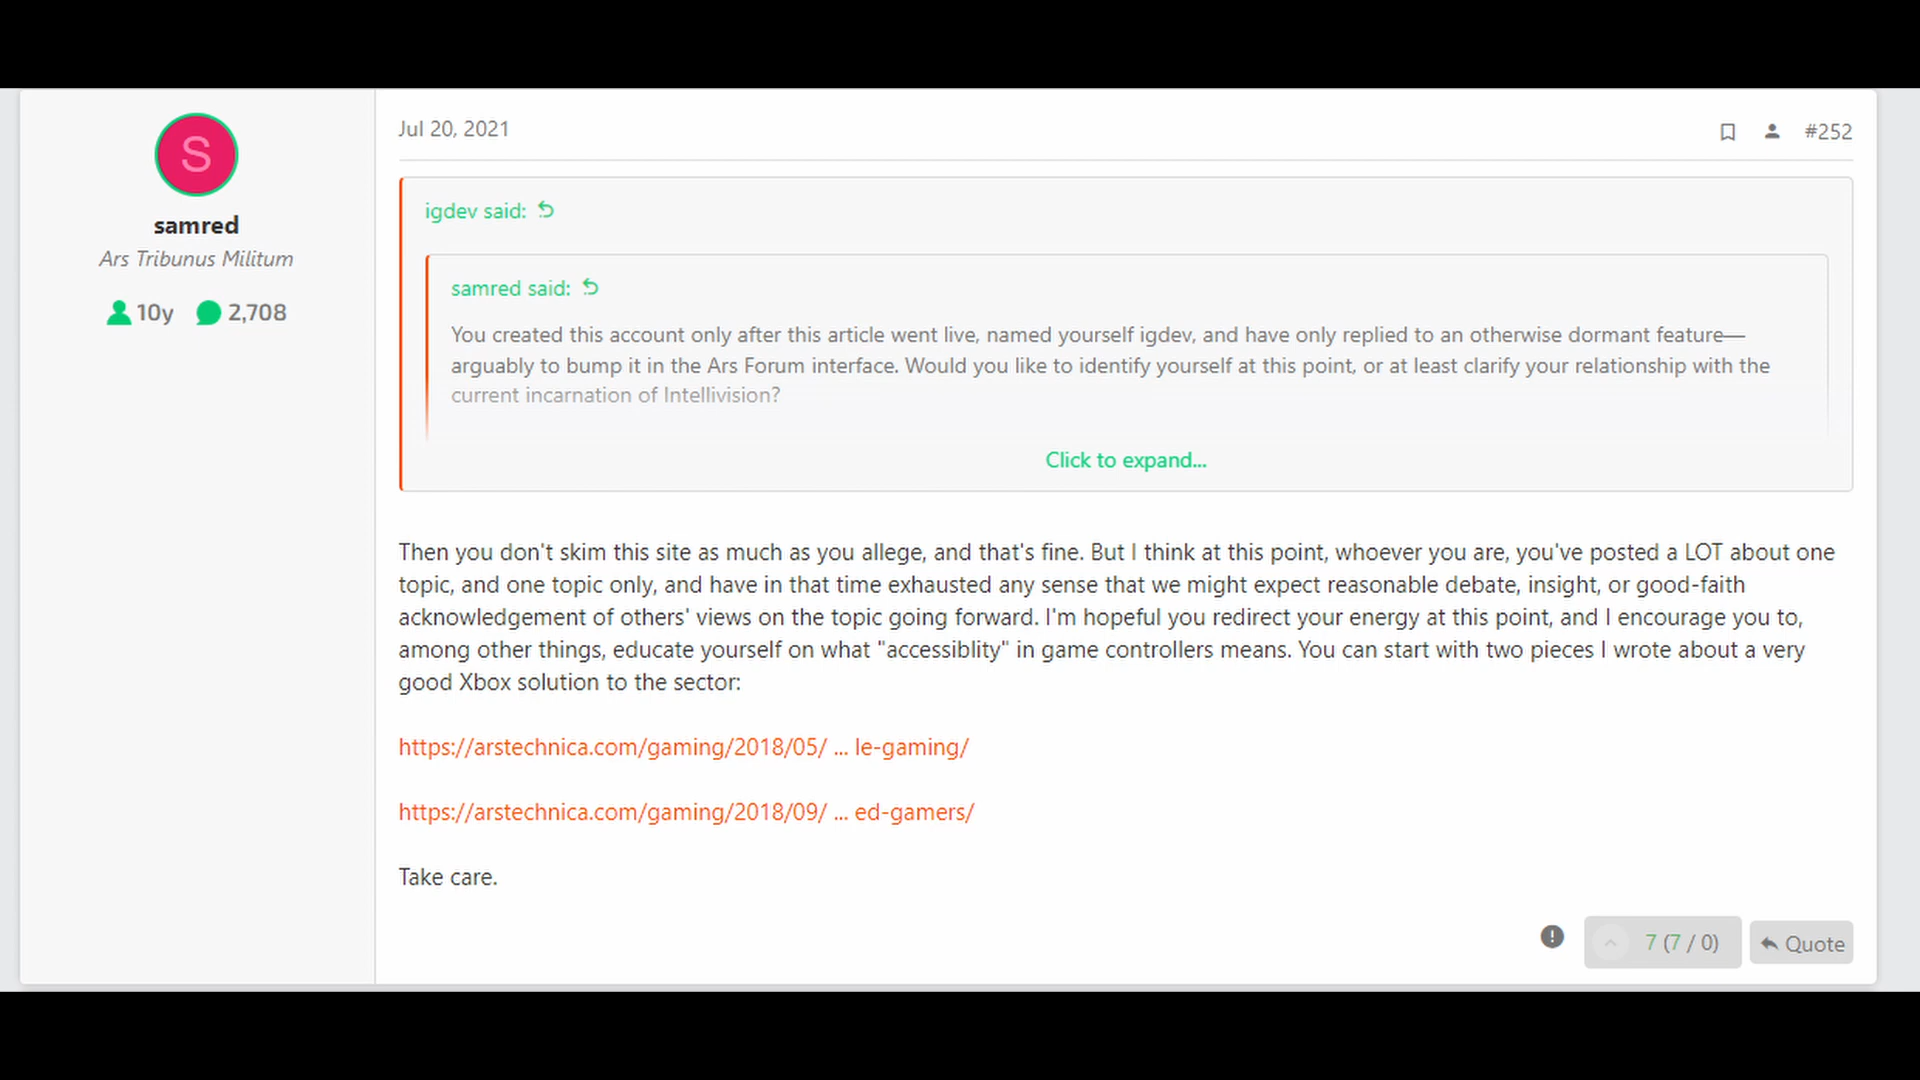 S
samred
Ars Tribunus Militum
10y 2,708
Jul 20, 2021
#252
igdev said:
samred said:
You created this account only after this article went live, named yourself igdev, and have only replied to an otherwise dormant feature—
arguably to bump it in the Ars Forum interface. Would you like to identify yourself at this point, or at least clarify your relationship with the
current incarnation of Intellivision?
Click to expand...
Then you don't skim this site as much as you allege, and that's fine. But I think at this point, whoever you are, you've posted a LOT about one
topic, and one topic only, and have in that time exhausted any sense that we might expect reasonable debate, insight, or good-faith
acknowledgement of others' views on the topic going forward. I'm hopeful you redirect your energy at this point, and I encourage you to,
among other things, educate yourself on what "accessiblity" in game controllers means. You can start with two pieces I wrote about a very
good Xbox solution to the sector:
https://arstechnica.com/gaming/2018/05/ ... le-gaming/
https://arstechnica.com/gaming/2018/09/ ... ed-gamers/
Take care.
7 (7 / 0)
Quote